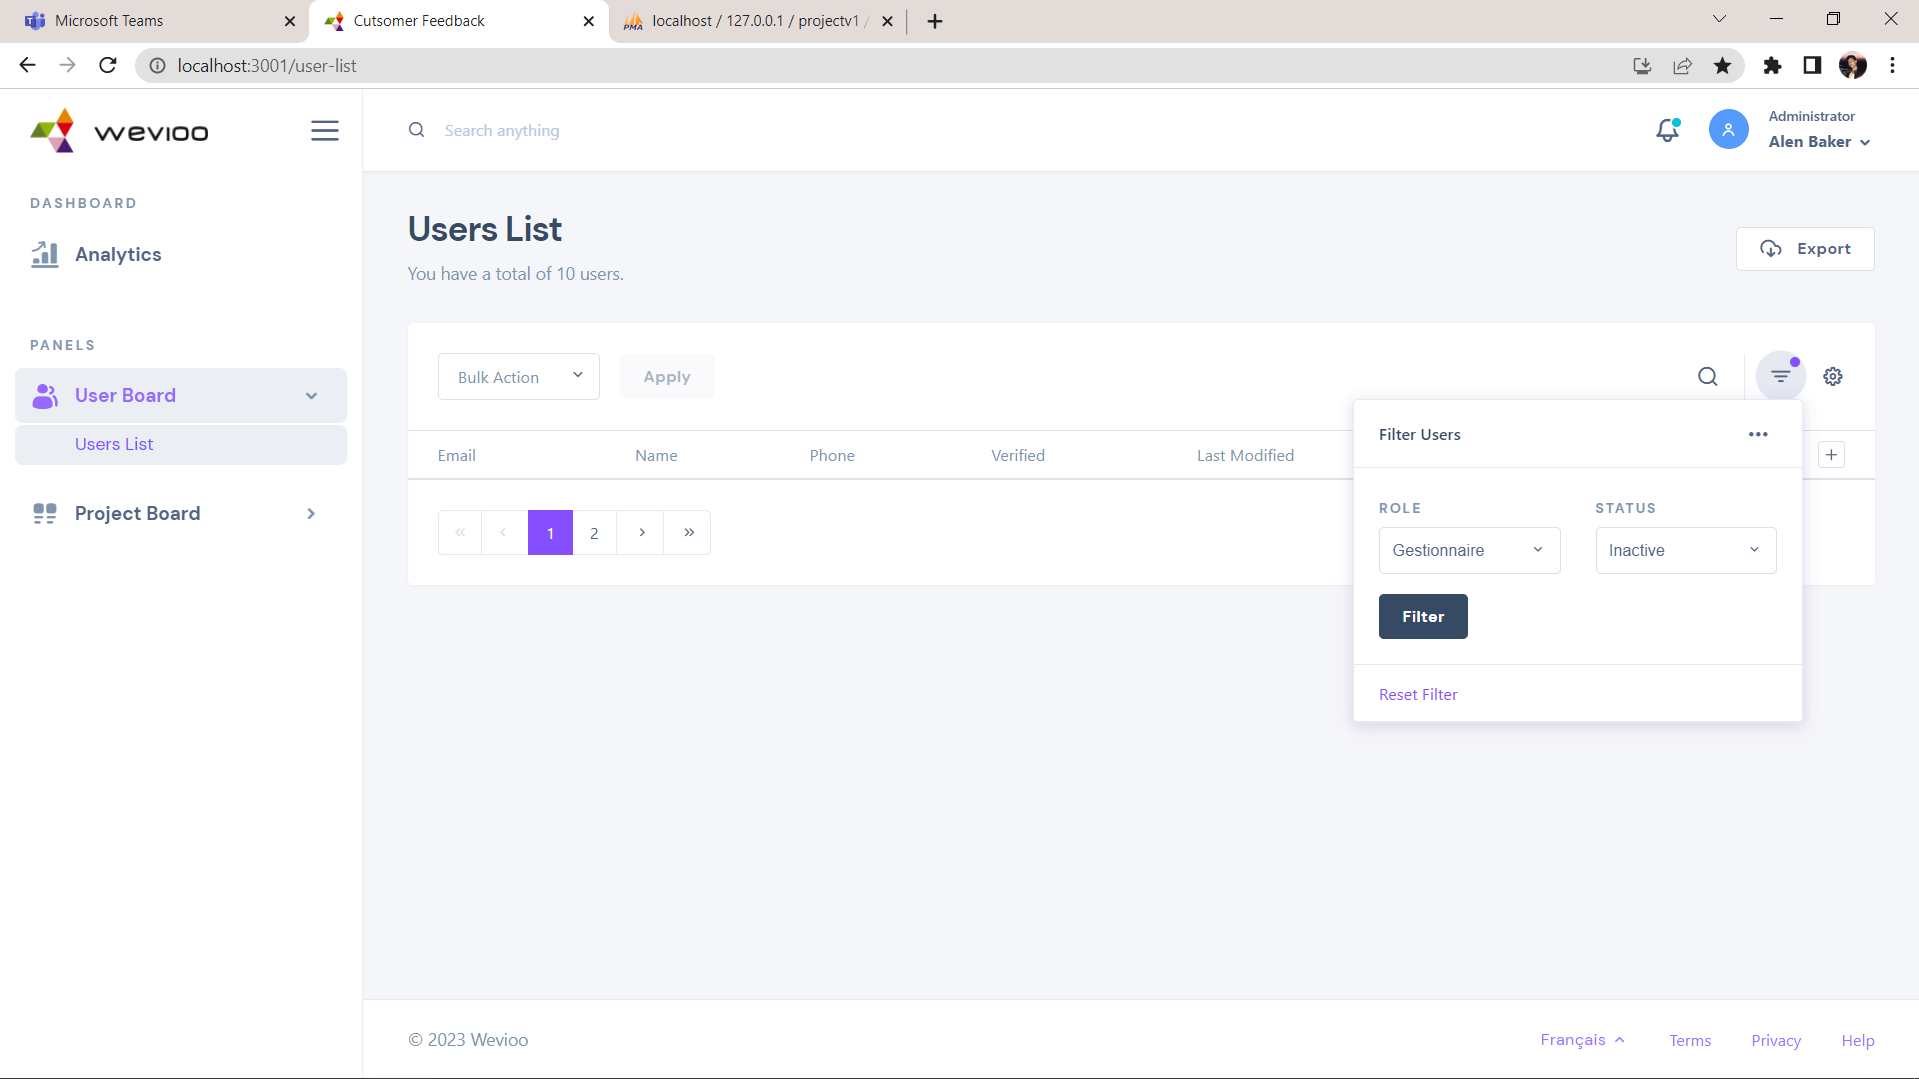 Microsoft Teams
Cutsomer Feedback
PMA
localhost / 127.0.0.1 / projectv1 /
localhost:3001/user-list
wevioo
Search anything
Administrator
Alen Baker
DASHBOARD
Analytics
PANELS
User Board
Users List
Project Board
Users List
You have a total of 10 users.
Export
Bulk Action
Apply
Email Name Phone Verified Last Modified
« ‹ 1 2 › »
Filter Users
ROLE STATUS
Gestionnaire Inactive
Filter
Reset Filter
© 2023 Wevioo
Français Terms Privacy Help